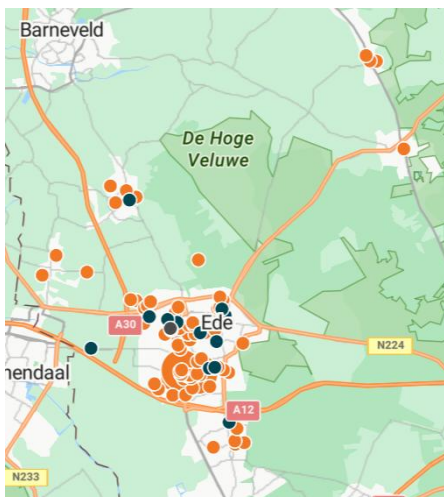 Barneveld
De Hoge
Veluwe
A30
Ede
N224
nendaal
A12
N233